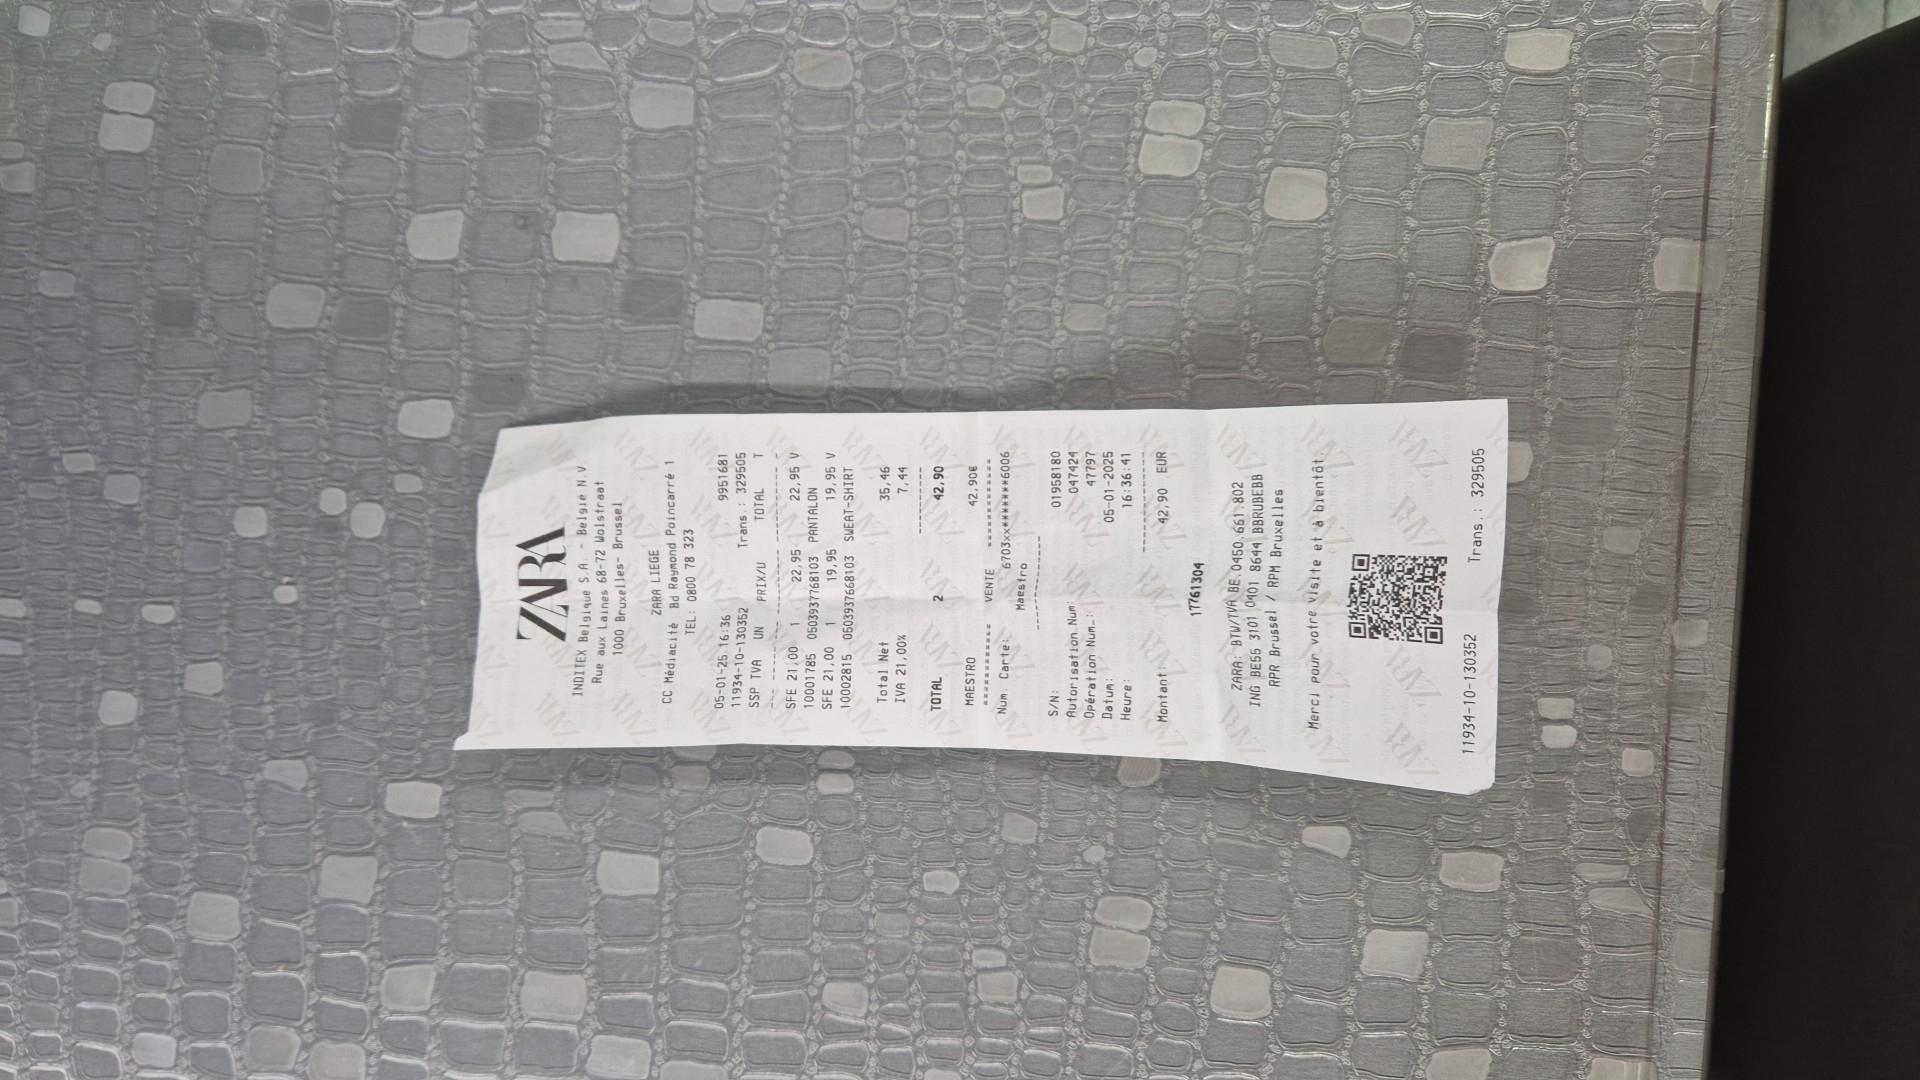 ZARA
INDITEX Belgique S.A. - Belgie N.V.
Rue aux Laines 68-72 Wolstraat
1000 Bruxelles- Brussel
ZARA LIEGE
CC Médiacité Bd Raymond Poincarré 1
TEL: 0800 78 323
05-01-25 16:36 9951681
11934-10-130352 Trans.: 329505
SSP TVA UN PRIX/U TOTAL T
SFE 21,00 1 22,95 22,95 V
10001785 05039377768103 PANTALON
SFE 21,00 1 19,95 19,95 V
10002815 05039376668103 SWEAT-SHIRT
Total Net 35,46
IVA 21,00% 7,44
TOTAL 2 42,90
MAESTRO 42,90€
********** VENTE **********
Num. Carte: 6703xx*******6006
Maestro
S/N: 01958180
Autorisation Num: 047424
Opération Num.: 47797
Datum: 05-01-2025
Heure: 16:36:41
Montant: 42,90 EUR
17761304
ZARA: BTW/TVA BE.0450.661.802
ING BE55 3101 0401 8644 BBRUBEBB
RPR Brussel / RPM Bruxelles
Merci pour votre visite et à bientôt.
11934-10-130352 Trans.: 329505